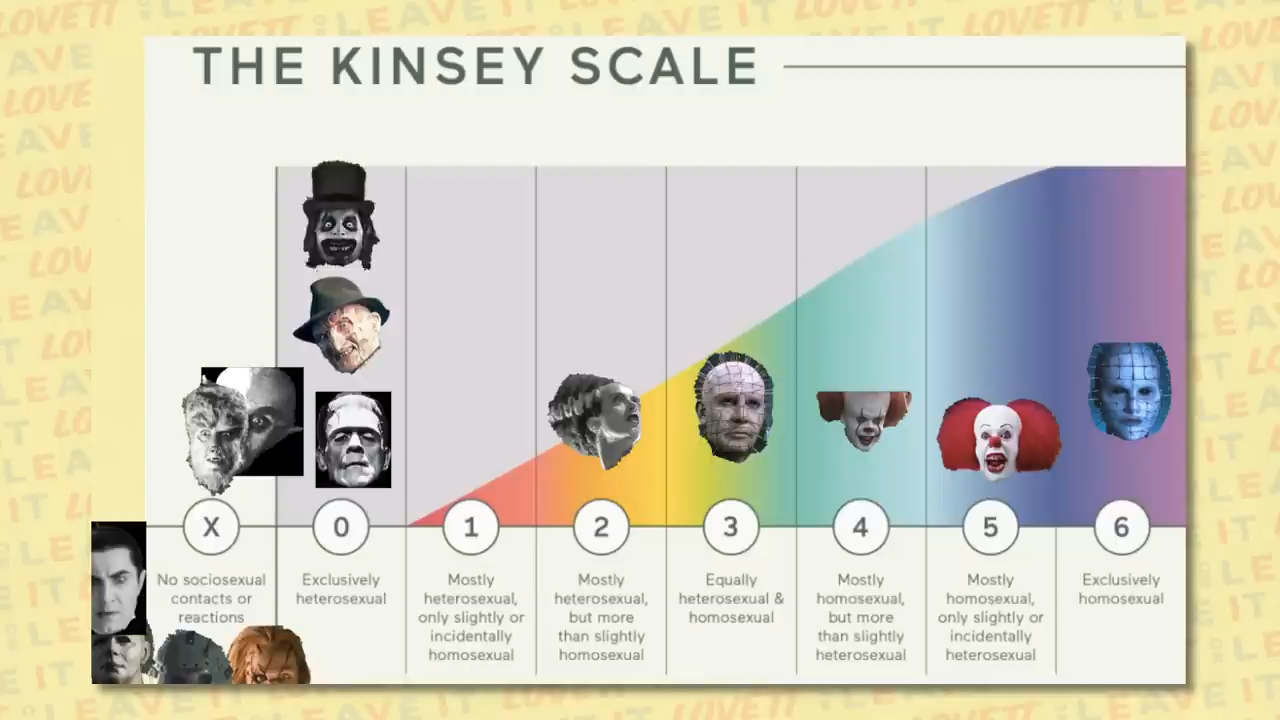 THE KINSEY SCALE
X
0
1
2
3
4
5
6
No sociosexual
contacts or
reactions
Exclusively
heterosexual
Mostly
heterosexual,
only slightly or
incidentally
homosexual
Mostly
heterosexual,
but more
than slightly
homosexual
Equally
heterosexual &
homosexual
Mostly
homosexual,
but more
than slightly
heterosexual
Mostly
homosexual,
only slightly or
incidentally
heterosexual
Exclusively
homosexual